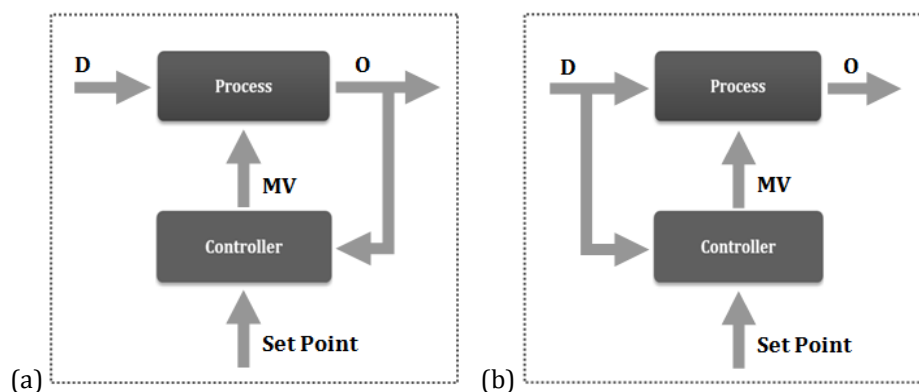 D
Process
O
MV
Controller
Set Point
(a)
D
Process
O
MV
Controller
Set Point
(b)